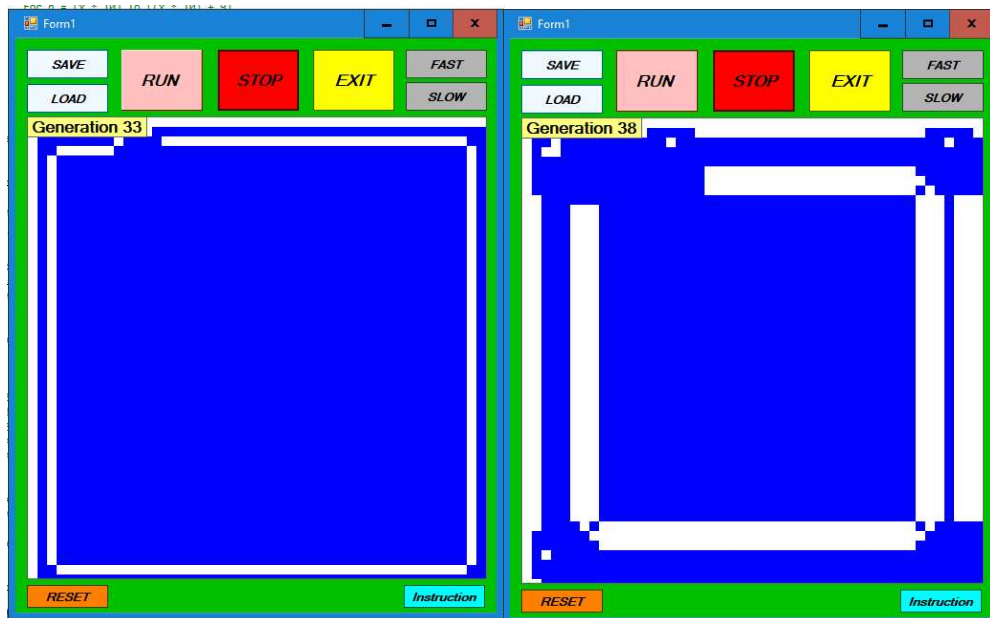 Form1
SAVE
LOAD
RUN
STOP
EXIT
FAST
SLOW
Generation 33
RESET
Instruction
Form1
SAVE
LOAD
RUN
STOP
EXIT
FAST
SLOW
Generation 38
RESET
Instruction